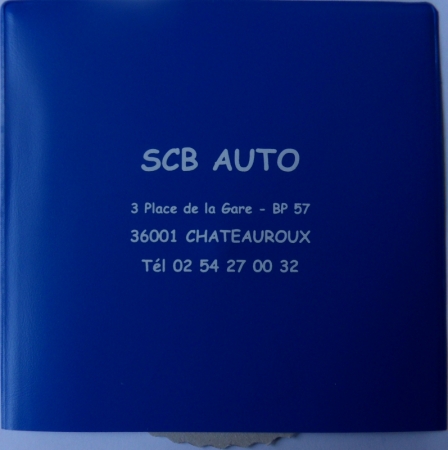 SCB AUTO
3 Place de la Gare - BP 57
36001 CHATEAUROUX
Tél 02 54 27 00 32